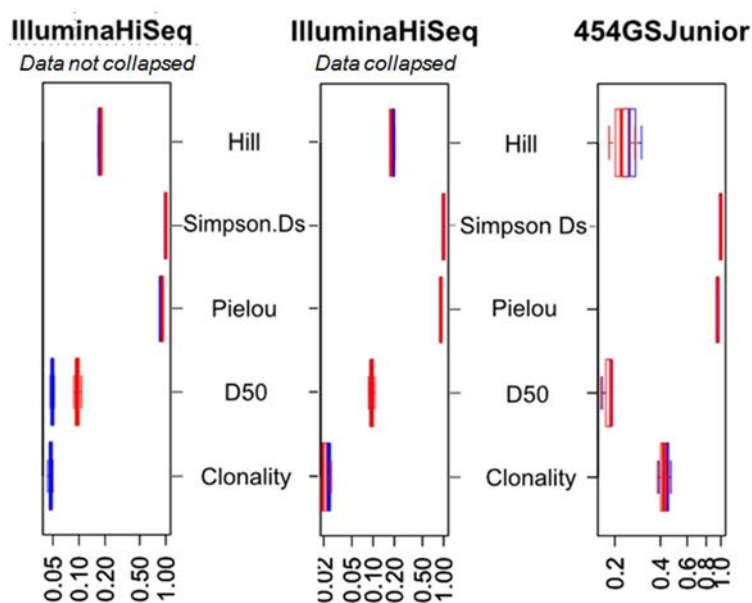 IlluminaHiSeq
Data not collapsed
IlluminaHiSeq
Data collapsed
454GSJunior
Hill
Hill
Simpson.Ds
Simpson Ds
Pielou
Pielou
D50
D50
Clonality
Clonality
0.05 0.10 0.20 0.50 1.00
0.02 0.05 0.10 0.20 0.50 1.00
0.2 0.4 0.6 0.8 1.0